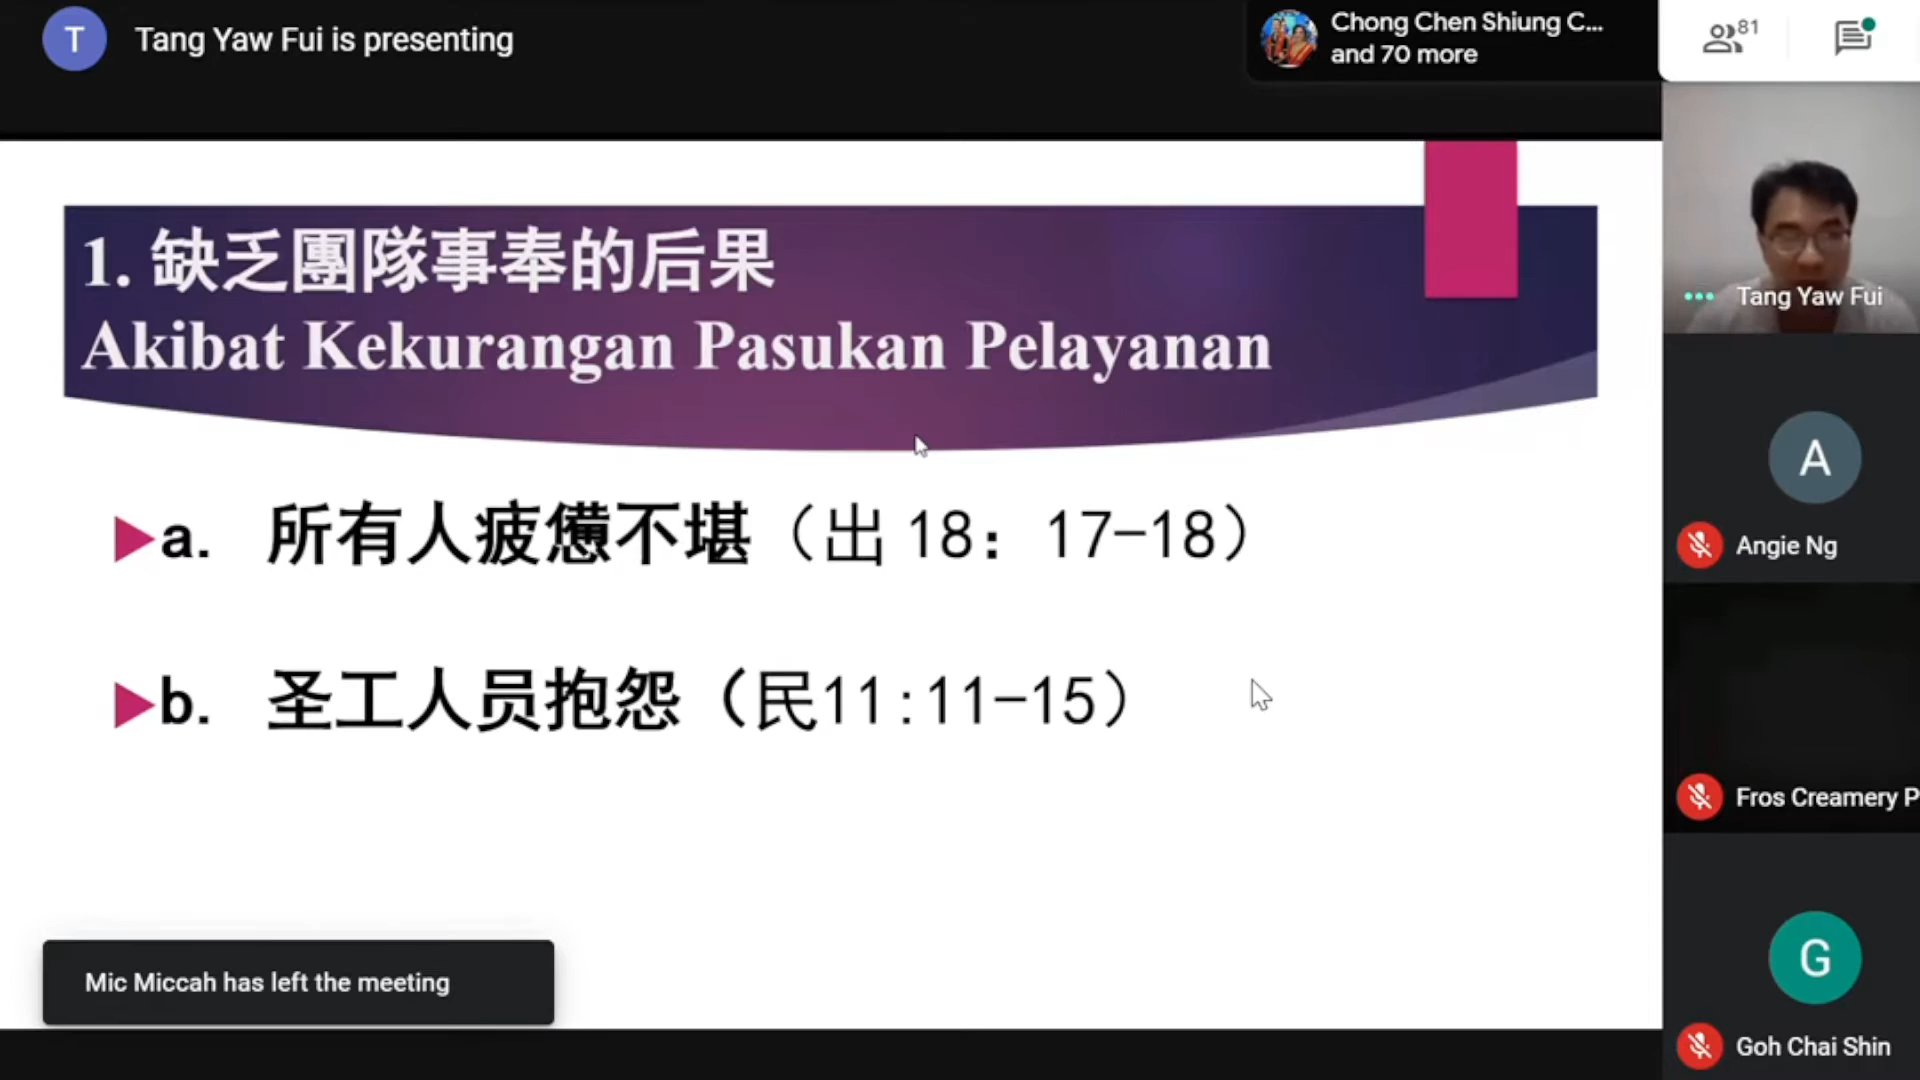 T
Tang Yaw Fui is presenting
Chong Chen Shiung C...
and 70 more
81
1. 缺乏團隊事奉的后果
Akibat Kekurangan Pasukan Pelayanan
a. 所有人疲憊不堪（出 18：17-18）
b. 圣工人员抱怨（民11:11-15）
Mic Miccah has left the meeting
Tang Yaw Fui
A
Angie Ng
Fros Creamery P
G
Goh Chai Shin